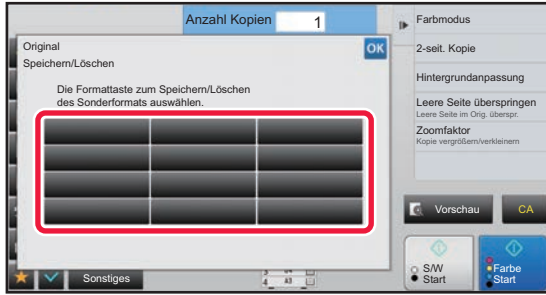 Anzahl Kopien 1
Original
OK
Speichern/Löschen
Die Formattaste zum Speichern/Löschen
des Sonderformats auswählen.
Farbmodus
2-seit. Kopie
Hintergrundanpassung
Leere Seite überspringen
Leere Seite im Orig. überspr.
Zoomfaktor
Kopie vergrößern/verkleinern
Vorschau
CA
Sonstiges
4 A3
S/W
Start
Farbe
Start